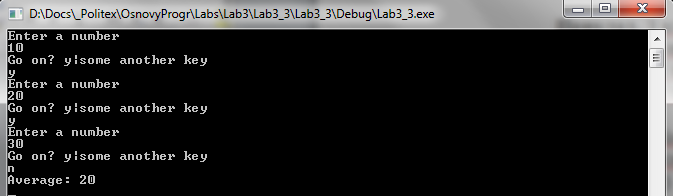 D:\Docs\_Politex\OsnovyProgr\Labs\Lab3\Lab3_3\Lab3_3\Debug\Lab3_3.exe
Enter a number
10
Go on? y|some another key
y
Enter a number
20
Go on? y|some another key
y
Enter a number
30
Go on? y|some another key
n
Average: 20